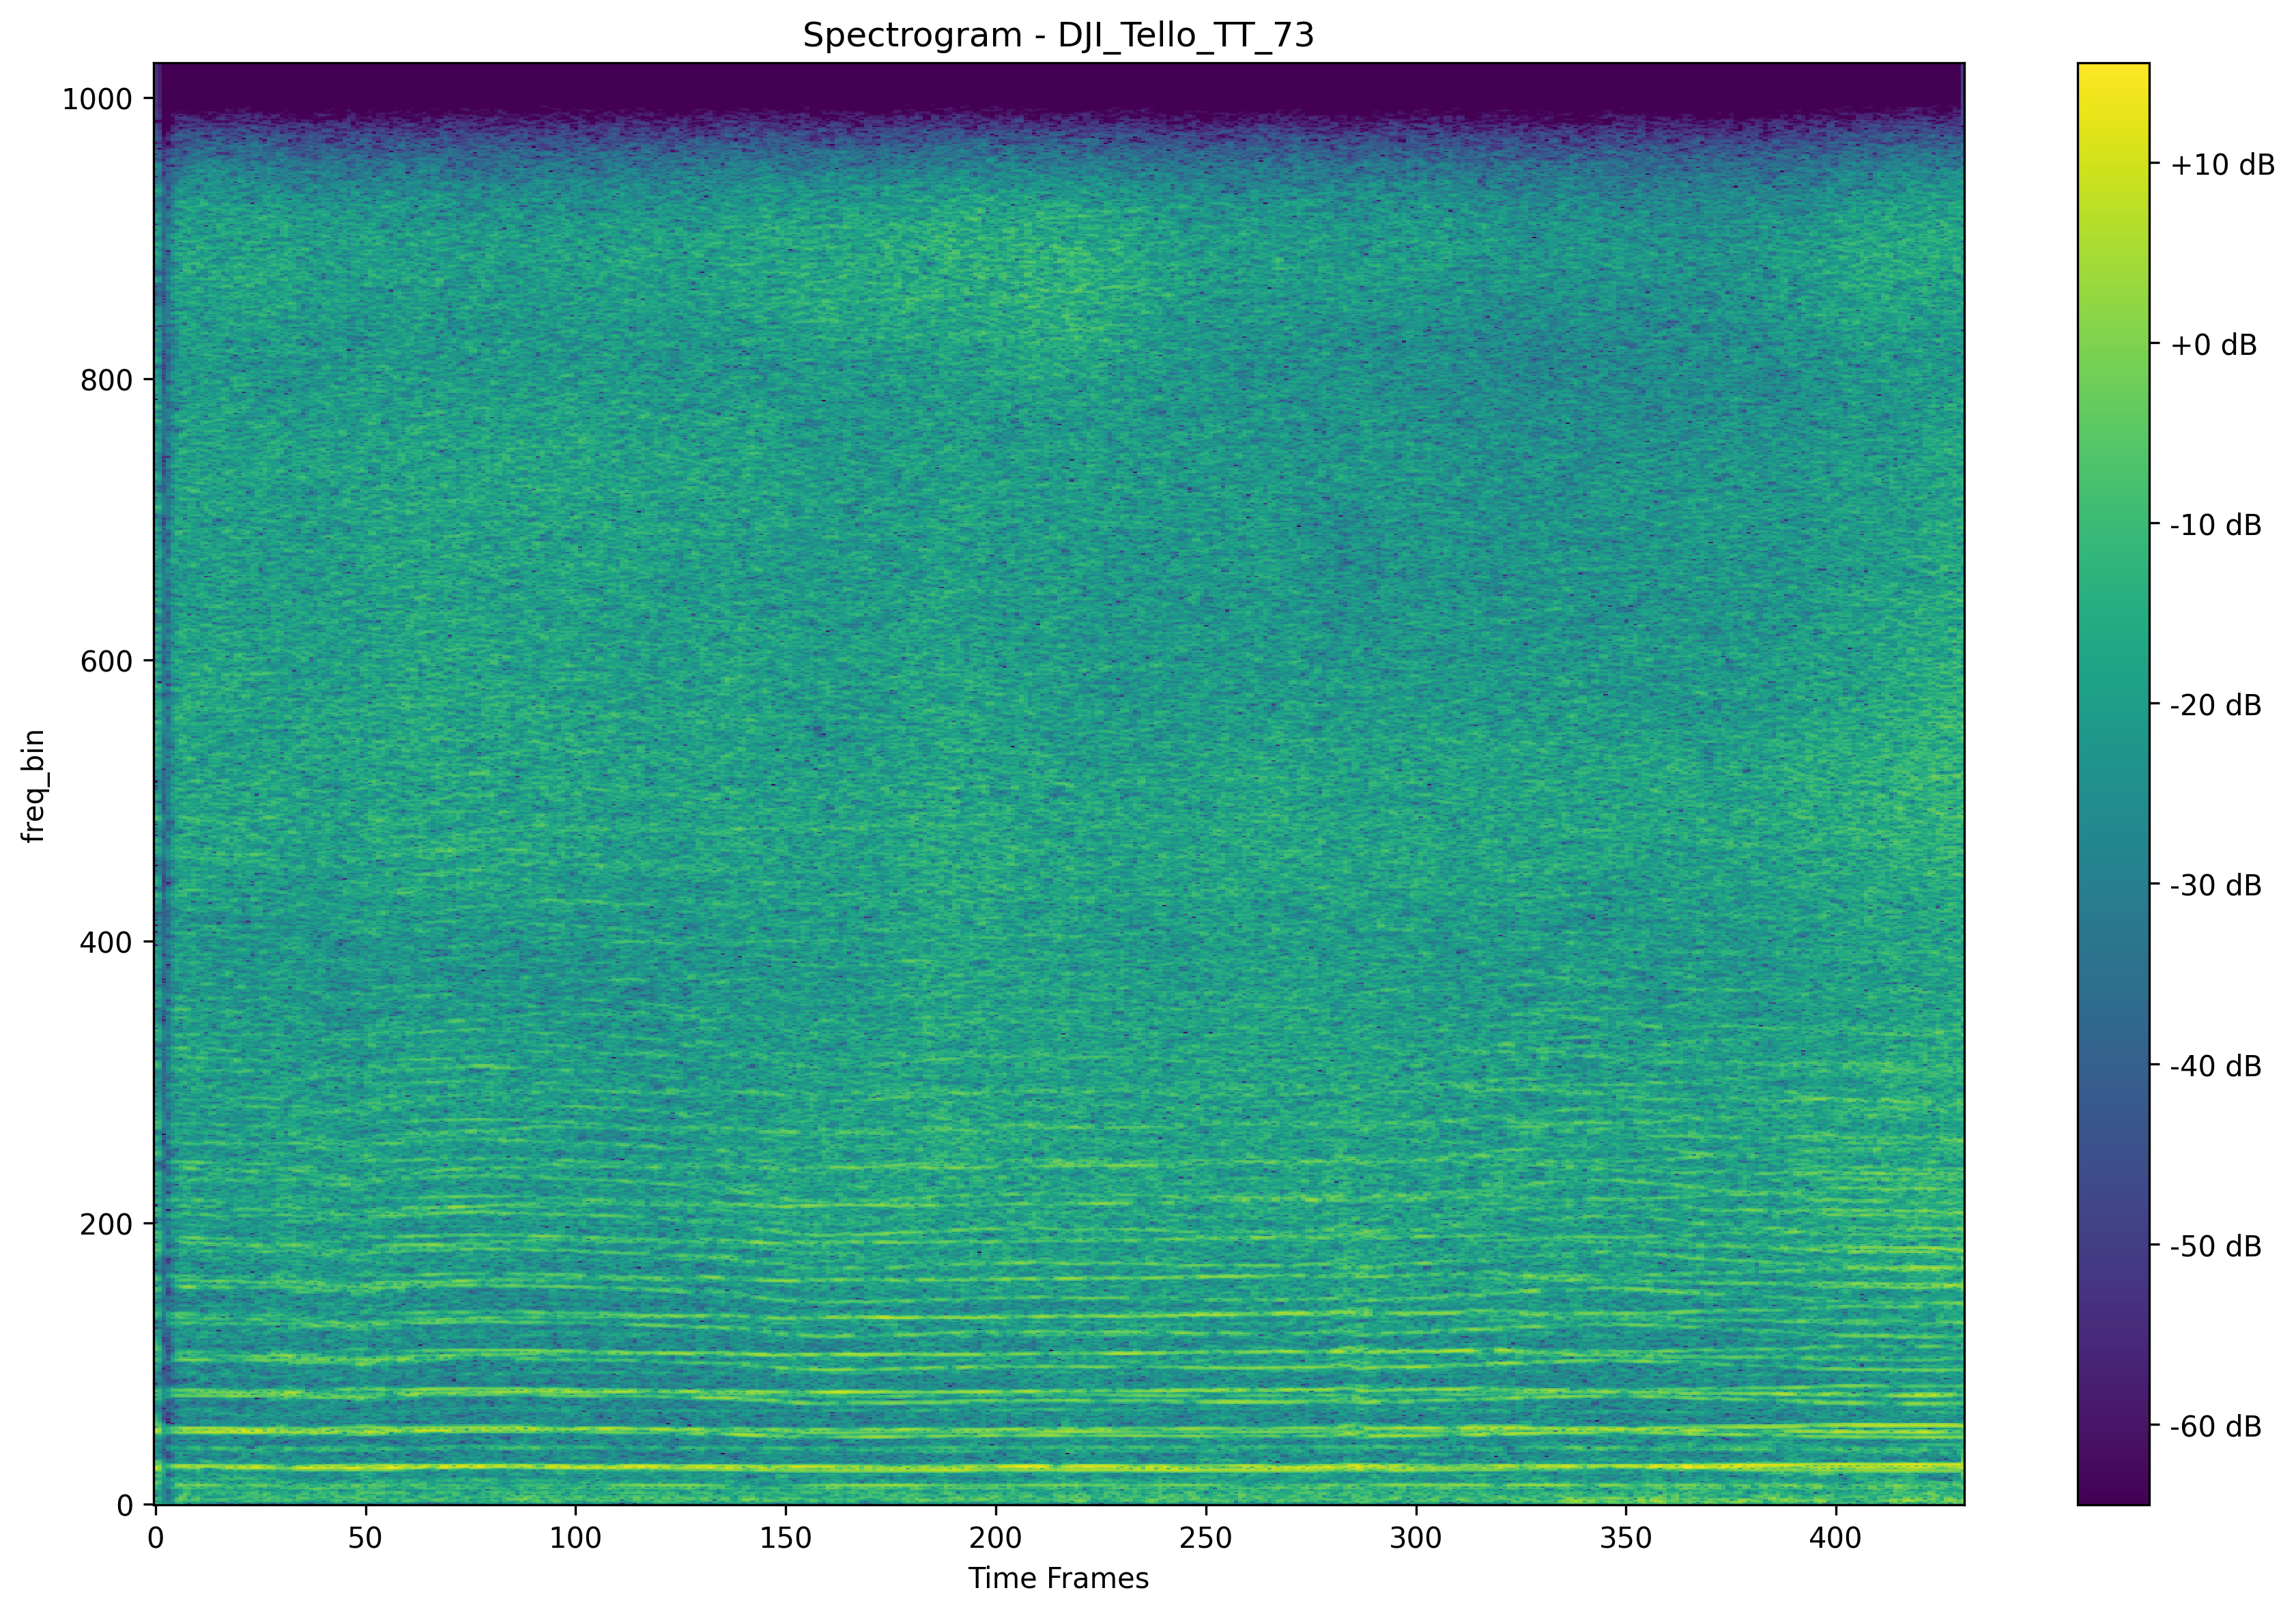 Spectrogram - DJI_Tello_TT_73
1000
800
600
400
200
0
freq_bin
0 50 100 150 200 250 300 350 400
Time Frames
+10 dB
+0 dB
-10 dB
-20 dB
-30 dB
-40 dB
-50 dB
-60 dB